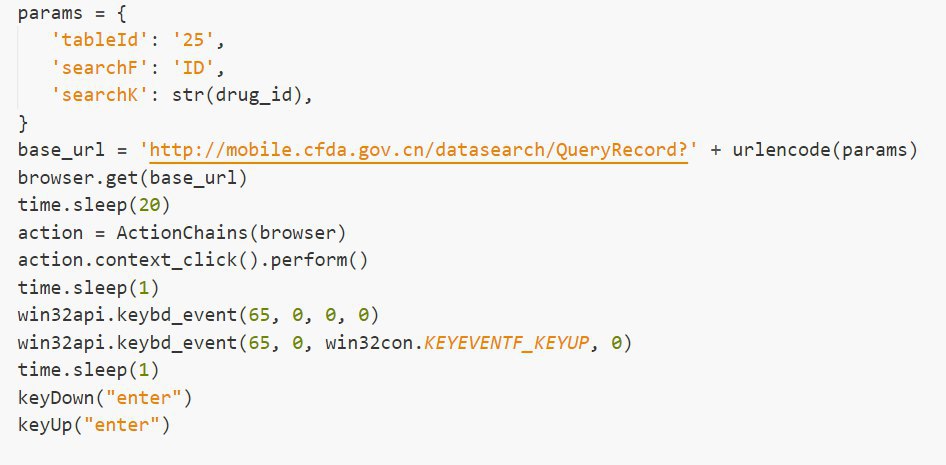 params = {
    'tableId': '25',
    'searchF': 'ID',
    'searchK': str(drug_id),
}
base_url = 'http://mobile.cfda.gov.cn/datasearch/QueryRecord?' + urlencode(params)
browser.get(base_url)
time.sleep(20)
action = ActionChains(browser)
action.context_click().perform()
time.sleep(1)
win32api.keybd_event(65, 0, 0, 0)
win32api.keybd_event(65, 0, win32con.KEYEVENTF_KEYUP, 0)
time.sleep(1)
keyDown("enter")
keyUp("enter")